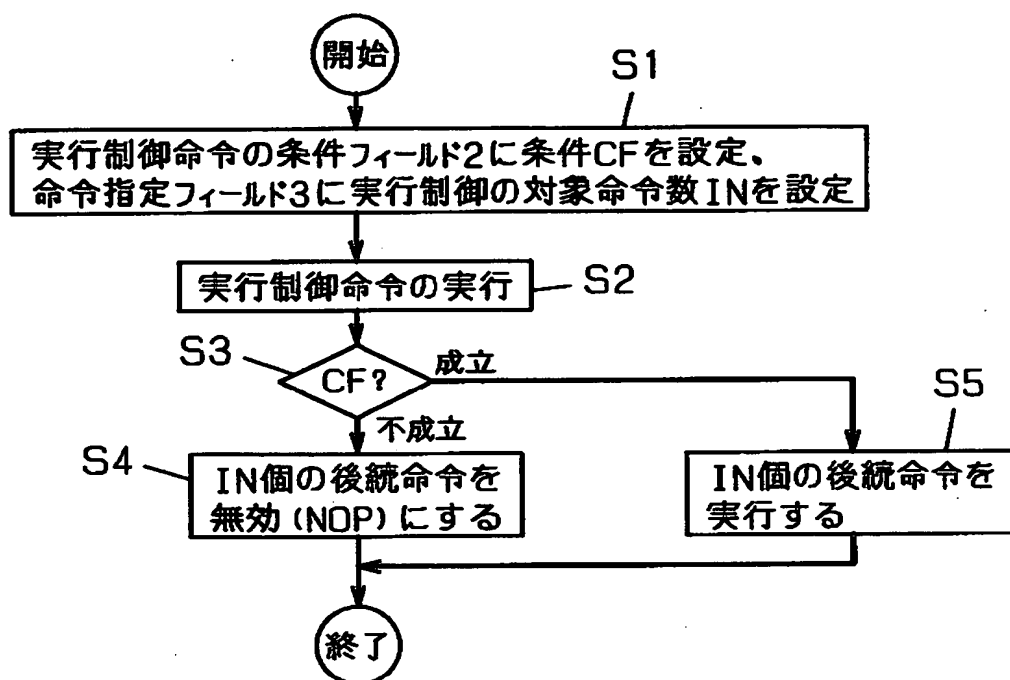 開始
S1
実行制御命令の条件フィールド2に条件CFを設定、
命令指定フィールド3に実行制御の対象命令数INを設定
実行制御命令の実行
S2
S3
CF?
成立
不成立
S4
IN個の後続命令を
無効(NOP)にする
S5
IN個の後続命令を
実行する
終了